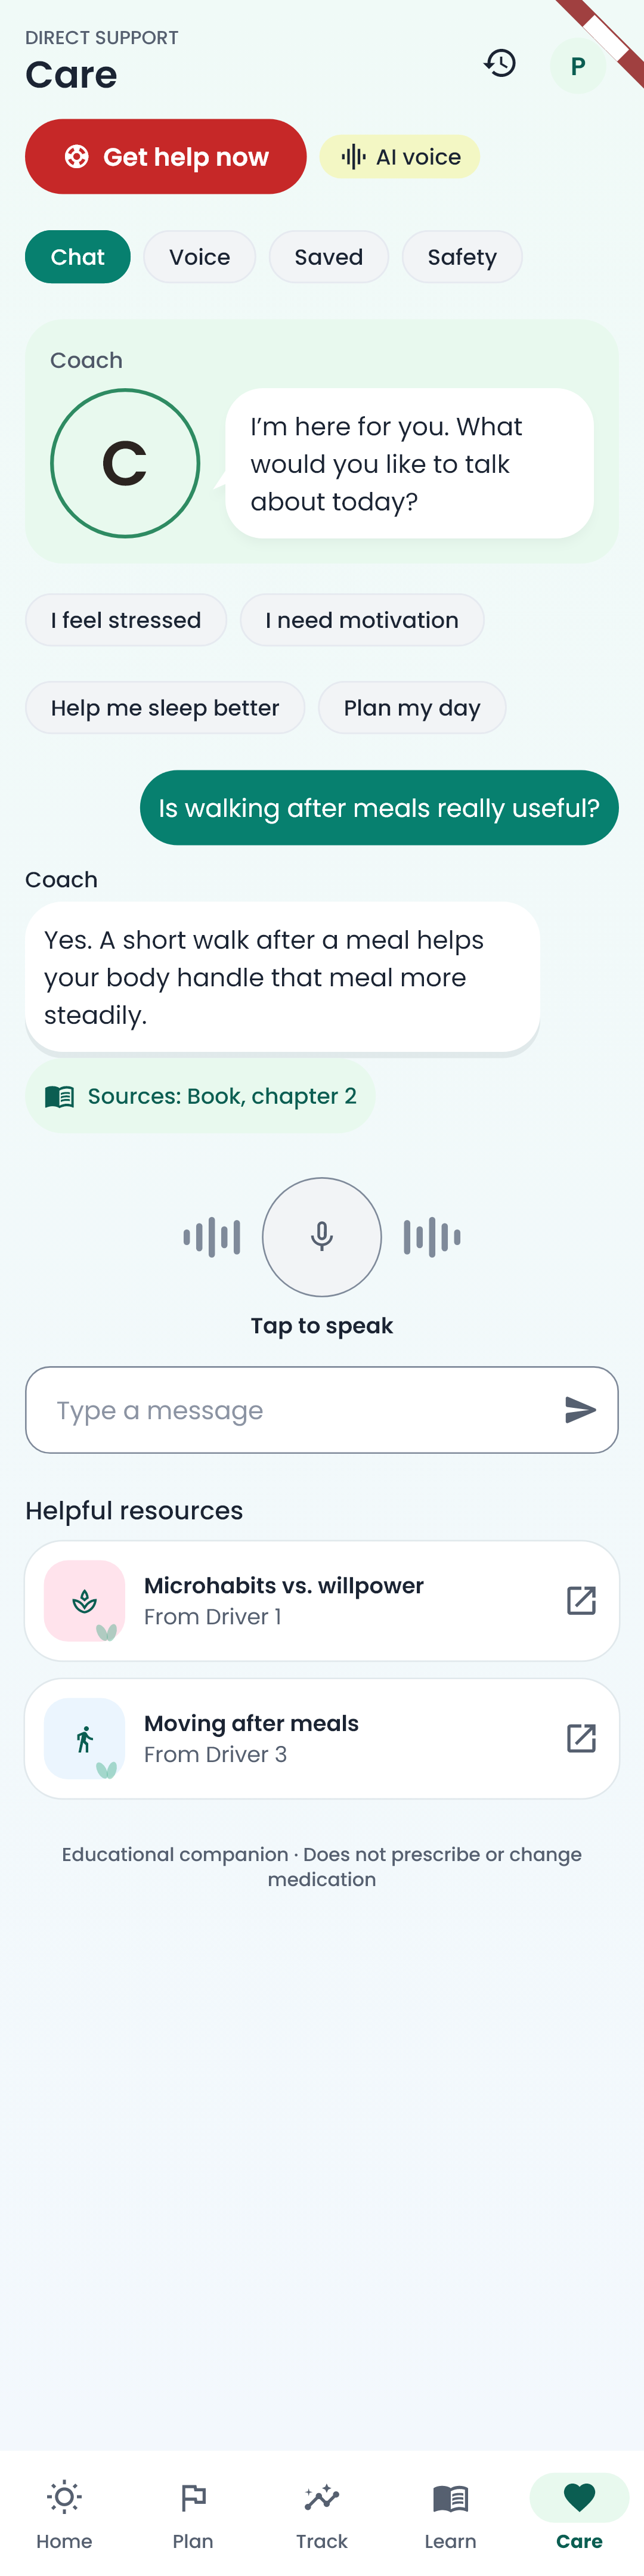 DIRECT SUPPORT
Care
P
Get help now
AI voice
Chat
Voice
Saved
Safety
Coach
C
I’m here for you. What
would you like to talk
about today?
I feel stressed
I need motivation
Help me sleep better
Plan my day
Is walking after meals really useful?
Coach
Yes. A short walk after a meal helps
your body handle that meal more
steadily.
Sources: Book, chapter 2
Tap to speak
Type a message
Helpful resources
Microhabits vs. willpower
From Driver 1
Moving after meals
From Driver 3
Educational companion · Does not prescribe or change
medication
Home
Plan
Track
Learn
Care